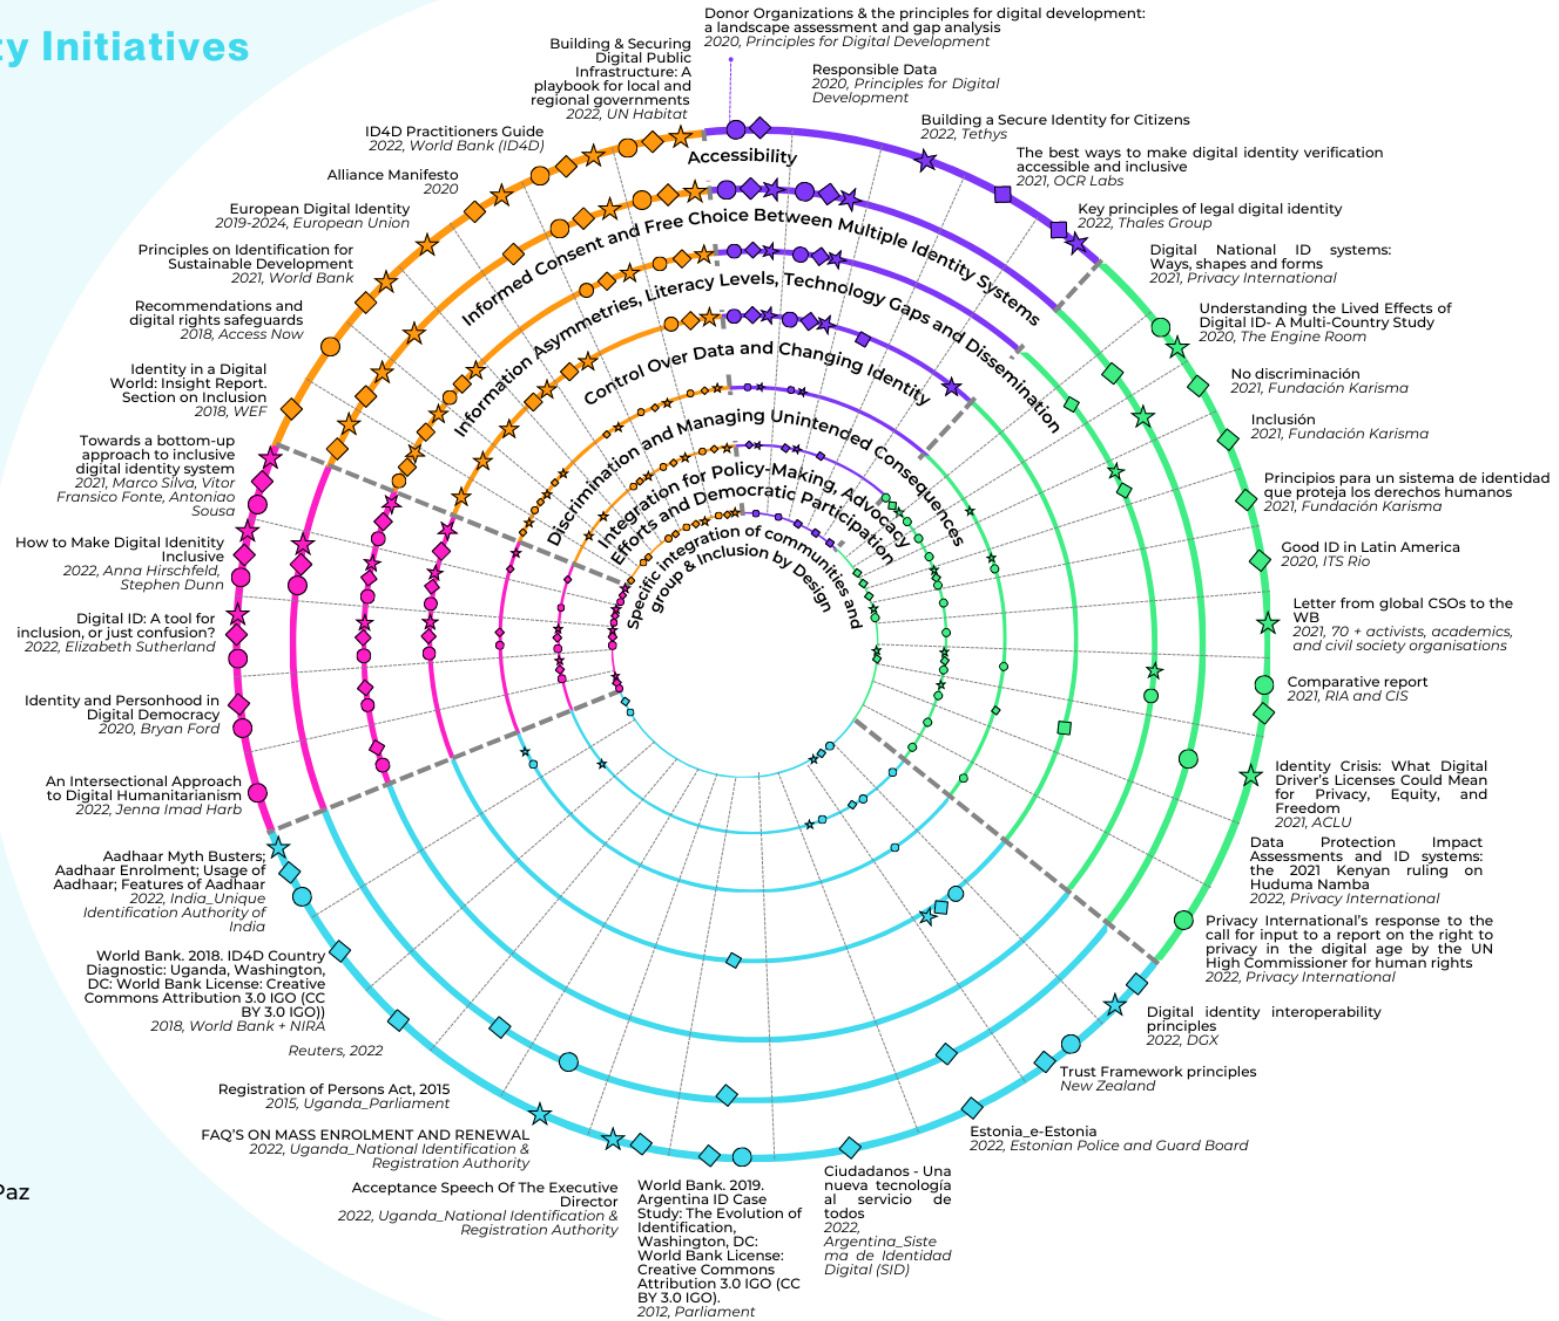 ty Initiatives
Donor Organizations & the principles for digital development:
a landscape assessment and gap analysis
2020, Principles for Digital Development
Responsible Data
2020, Principles for Digital
Development
Building a Secure Identity for Citizens
2022, Tethys
The best ways to make digital identity verification
accessible and inclusive
2021, OCR Labs
Key principles of legal digital identity
2022, Thales Group
Digital National ID systems:
Ways, shapes and forms
2021, Privacy International
Understanding the Lived Effects of
Digital ID- A Multi-Country Study
2020, The Engine Room
No discriminación
2021, Fundación Karisma
Inclusión
2021, Fundación Karisma
Principios para un sistema de identidad
que proteja los derechos humanos
2021, Fundación Karisma
Good ID in Latin America
2020, ITS Rio
Letter from global CSOs to the
WB
2021, 70 + activists, academics,
and civil society organisations
Comparative report
2021, RIA and CIS
Identity Crisis: What Digital
Driver's Licenses Could Mean
for Privacy, Equity, and
Freedom
2021, ACLU
Data Protection Impact
Assessments and ID systems:
the 2021 Kenyan ruling on
Huduma Namba
2022, Privacy International
Privacy International's response to the
call for input to a report on the right to
privacy in the digital age by the UN
High Commissioner for human rights
2022, Privacy International
Digital identity interoperability
principles
2022, DGX
Trust Framework principles
New Zealand
Estonia_e-Estonia
2022, Estonian Police and Guard Board
Ciudadanos - Una
nueva tecnología
al servicio de
todos
2022,
Argentina_Siste
ma de Identidad
Digital (SID)
World Bank. 2019.
Argentina ID Case
Study: The Evolution of
Identification,
Washington, DC:
World Bank License:
Creative Commons
Attribution 3.0 IGO (CC
BY 3.0 IGO).
2012, Parliament
Acceptance Speech Of The Executive
Director
2022, Uganda_National Identification &
Registration Authority
FAQ'S ON MASS ENROLMENT AND RENEWAL
2022, Uganda_National Identification &
Registration Authority
Registration of Persons Act, 2015
2015, Uganda_Parliament
Reuters, 2022
World Bank. 2018. ID4D Country
Diagnostic: Uganda, Washington,
DC: World Bank License: Creative
Commons Attribution 3.0 IGO (CC
BY 3.0 IGO))
2018, World Bank + NIRA
Aadhaar Myth Busters;
Aadhaar Enrolment; Usage of
Aadhaar; Features of Aadhaar
2022, India_Unique
Identification Authority of
India
An Intersectional Approach
to Digital Humanitarianism
2022, Jenna Imad Harb
Identity and Personhood in
Digital Democracy
2020, Bryan Ford
Digital ID: A tool for
inclusion, or just confusion?
2022, Elizabeth Sutherland
How to Make Digital Idenitity
Inclusive
2022, Anna Hirschfeld,
Stephen Dunn
Towards a bottom-up
approach to inclusive
digital identity system
2021, Marco Silva, Vitor
Fransico Fonte, Antoniao
Sousa
Identity in a Digital
World: Insight Report.
Section on Inclusion
2018, WEF
Recommendations and
digital rights safeguards
2018, Access Now
Principles on Identification for
Sustainable Development
2021, World Bank
European Digital Identity
2019-2024, European Union
Alliance Manifesto
2020
ID4D Practitioners Guide
2022, World Bank (ID4D)
Building & Securing
Digital Public
Infrastructure: A
playbook for local and
regional governments
2022, UN Habitat
Accessibility
Informed Consent and Free Choice Between Multiple Identity Systems
Information Asymmetries, Literacy Levels, Technology Gaps and Dissemination
Control Over Data and Changing Identity
Discrimination and Managing Unintended Consequences
Integration for Policy-Making, Advocacy
Efforts and Democratic Participation
Specific integration of communities and
group & Inclusion by Design
Paz